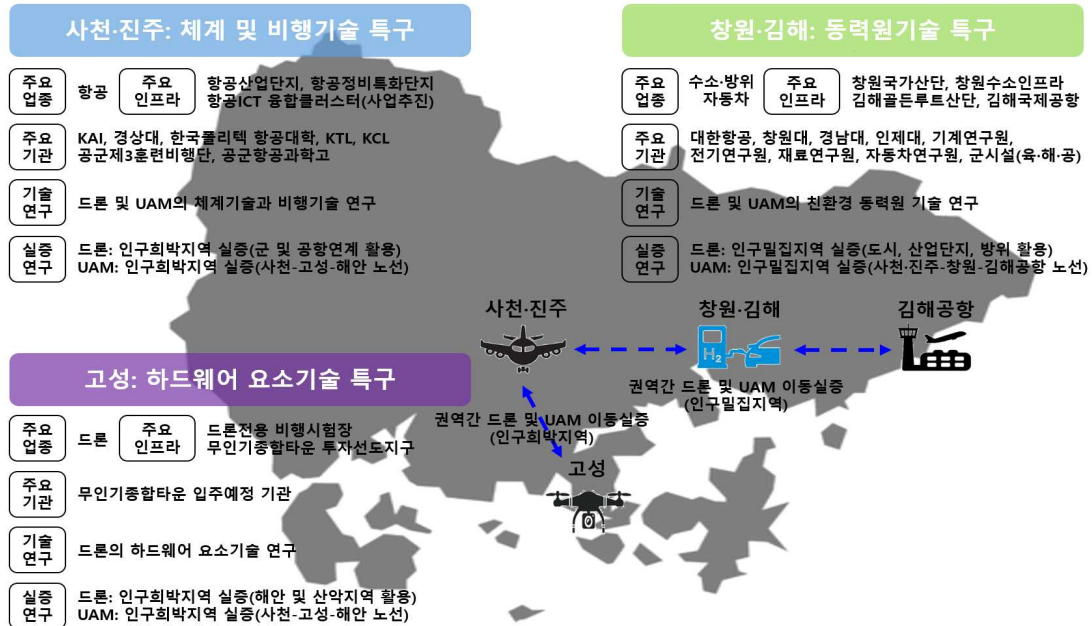 사천·진주: 체계 및 비행기술 특구
주요
업종
항공
주요
인프라
항공산업단지, 항공정비특화단지
항공ICT 융합클러스터(사업추진)
주요
기관
KAI, 경상대, 한국폴리텍 항공대학, KTL, KCL
공군제3훈련비행단, 공군항공과학고
기술
연구
드론 및 UAM의 체계기술과 비행기술 연구
실증
연구
드론: 인구희박지역 실증(군 및 공항연계 활용)
UAM: 인구희박지역 실증(사천-고성-해안 노선)
창원·김해: 동력원기술 특구
주요
업종
수소·방위
자동차
주요
인프라
창원국가산단, 창원수소인프라
김해골든루트산단, 김해국제공항
주요
기관
대한항공, 창원대, 경남대, 인제대, 기계연구원,
전기연구원, 재료연구원, 자동차연구원, 군시설(육·해·공)
기술
연구
드론 및 UAM의 친환경 동력원 기술 연구
실증
연구
드론: 인구밀집지역 실증(도시, 산업단지, 방위 활용)
UAM: 인구밀집지역 실증(사천·진주-창원-김해공항 노선)
사천·진주
창원·김해
김해공항
H₂
권역간 드론 및 UAM 이동실증
(인구밀집지역)
권역간 드론 및 UAM 이동실증
(인구희박지역)
고성
고성: 하드웨어 요소기술 특구
주요
업종
드론
주요
인프라
드론전용 비행시험장
무인기종합타운 투자선도지구
주요
기관
무인기종합타운 입주예정 기관
기술
연구
드론의 하드웨어 요소기술 연구
실증
연구
드론: 인구희박지역 실증(해안 및 산악지역 활용)
UAM: 인구희박지역 실증(사천-고성-해안 노선)